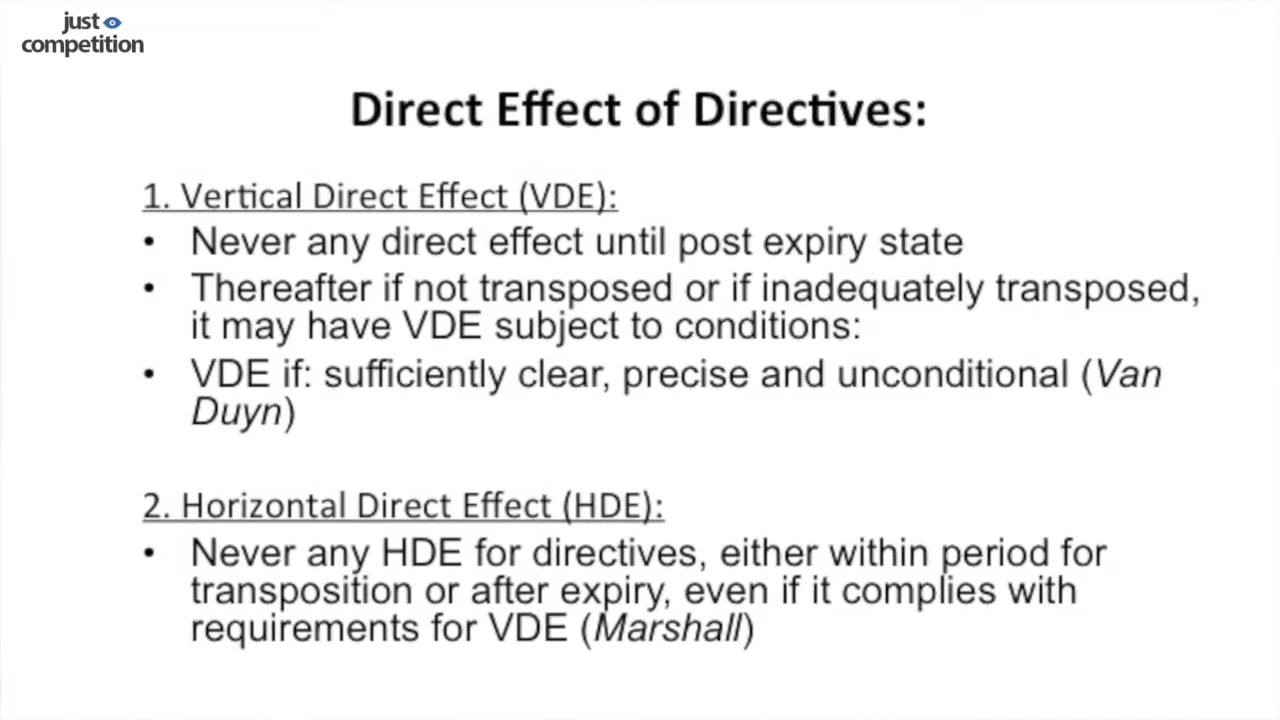 just
competition
Direct Effect of Directives:
1. Vertical Direct Effect (VDE):
• Never any direct effect until post expiry state
• Thereafter if not transposed or if inadequately transposed,
it may have VDE subject to conditions:
• VDE if: sufficiently clear, precise and unconditional (Van
Duyn)
2. Horizontal Direct Effect (HDE):
• Never any HDE for directives, either within period for
transposition or after expiry, even if it complies with
requirements for VDE (Marshall)